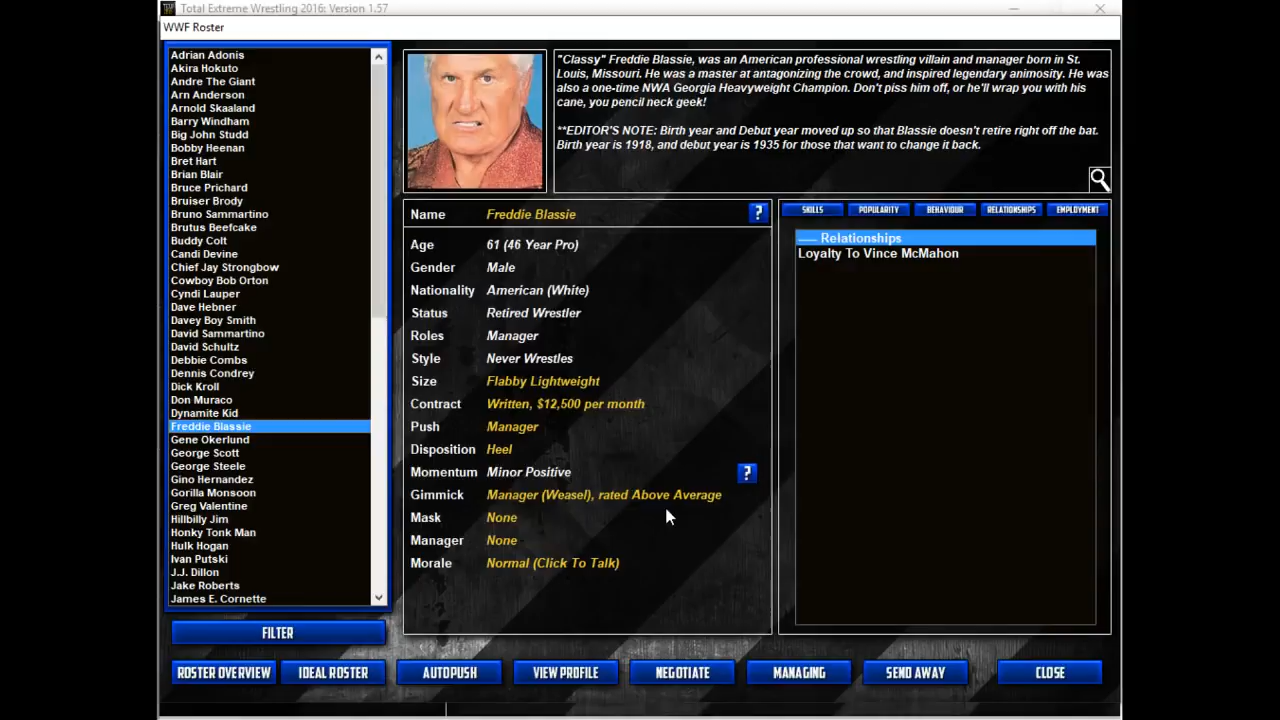 Total Extreme Wrestling 2016: Version 1.57
WWF Roster
Adrian Adonis
Akira Hokuto
Andre The Giant
Arn Anderson
Arnold Skaaland
Barry Windham
Big John Studd
Bobby Heenan
Bret Hart
Brian Blair
Bruce Prichard
Bruiser Brody
Bruno Sammartino
Brutus Beefcake
Buddy Colt
Candi Devine
Chief Jay Strongbow
Cowboy Bob Orton
Cyndi Lauper
Dave Hebner
Davey Boy Smith
David Sammartino
David Schultz
Debbie Combs
Dennis Condrey
Dick Kroll
Don Muraco
Dynamite Kid
Freddie Blassie
Gene Okerlund
George Scott
George Steele
Gino Hernandez
Gorilla Monsoon
Greg Valentine
Hillbilly Jim
Honky Tonk Man
Hulk Hogan
Ivan Putski
J.J. Dillon
Jake Roberts
James E. Cornette
FILTER
"Classy" Freddie Blassie, was an American professional wrestling villain and manager born in St.
Louis, Missouri. He was a master at antagonizing the crowd, and inspired legendary animosity. He was
also a one-time NWA Georgia Heavyweight Champion. Don't piss him off, or he'll wrap you with his
cane, you pencil neck geek!
**EDITOR'S NOTE: Birth year and Debut year moved up so that Blassie doesn't retire right off the bat.
Birth year is 1918, and debut year is 1935 for those that want to change it back.
Name Freddie Blassie ?
Age 61 (46 Year Pro)
Gender Male
Nationality American (White)
Status Retired Wrestler
Roles Manager
Style Never Wrestles
Size Flabby Lightweight
Contract Written, $12,500 per month
Push Manager
Disposition Heel
Momentum Minor Positive ?
Gimmick Manager (Weasel), rated Above Average
Mask None
Manager None
Morale Normal (Click To Talk)
SKILLS POPULARITY BEHAVIOUR RELATIONSHIPS EMPLOYMENT
Relationships
Loyalty To Vince McMahon
ROSTER OVERVIEW IDEAL ROSTER AUTOPUSH VIEW PROFILE NEGOTIATE MANAGING SEND AWAY CLOSE